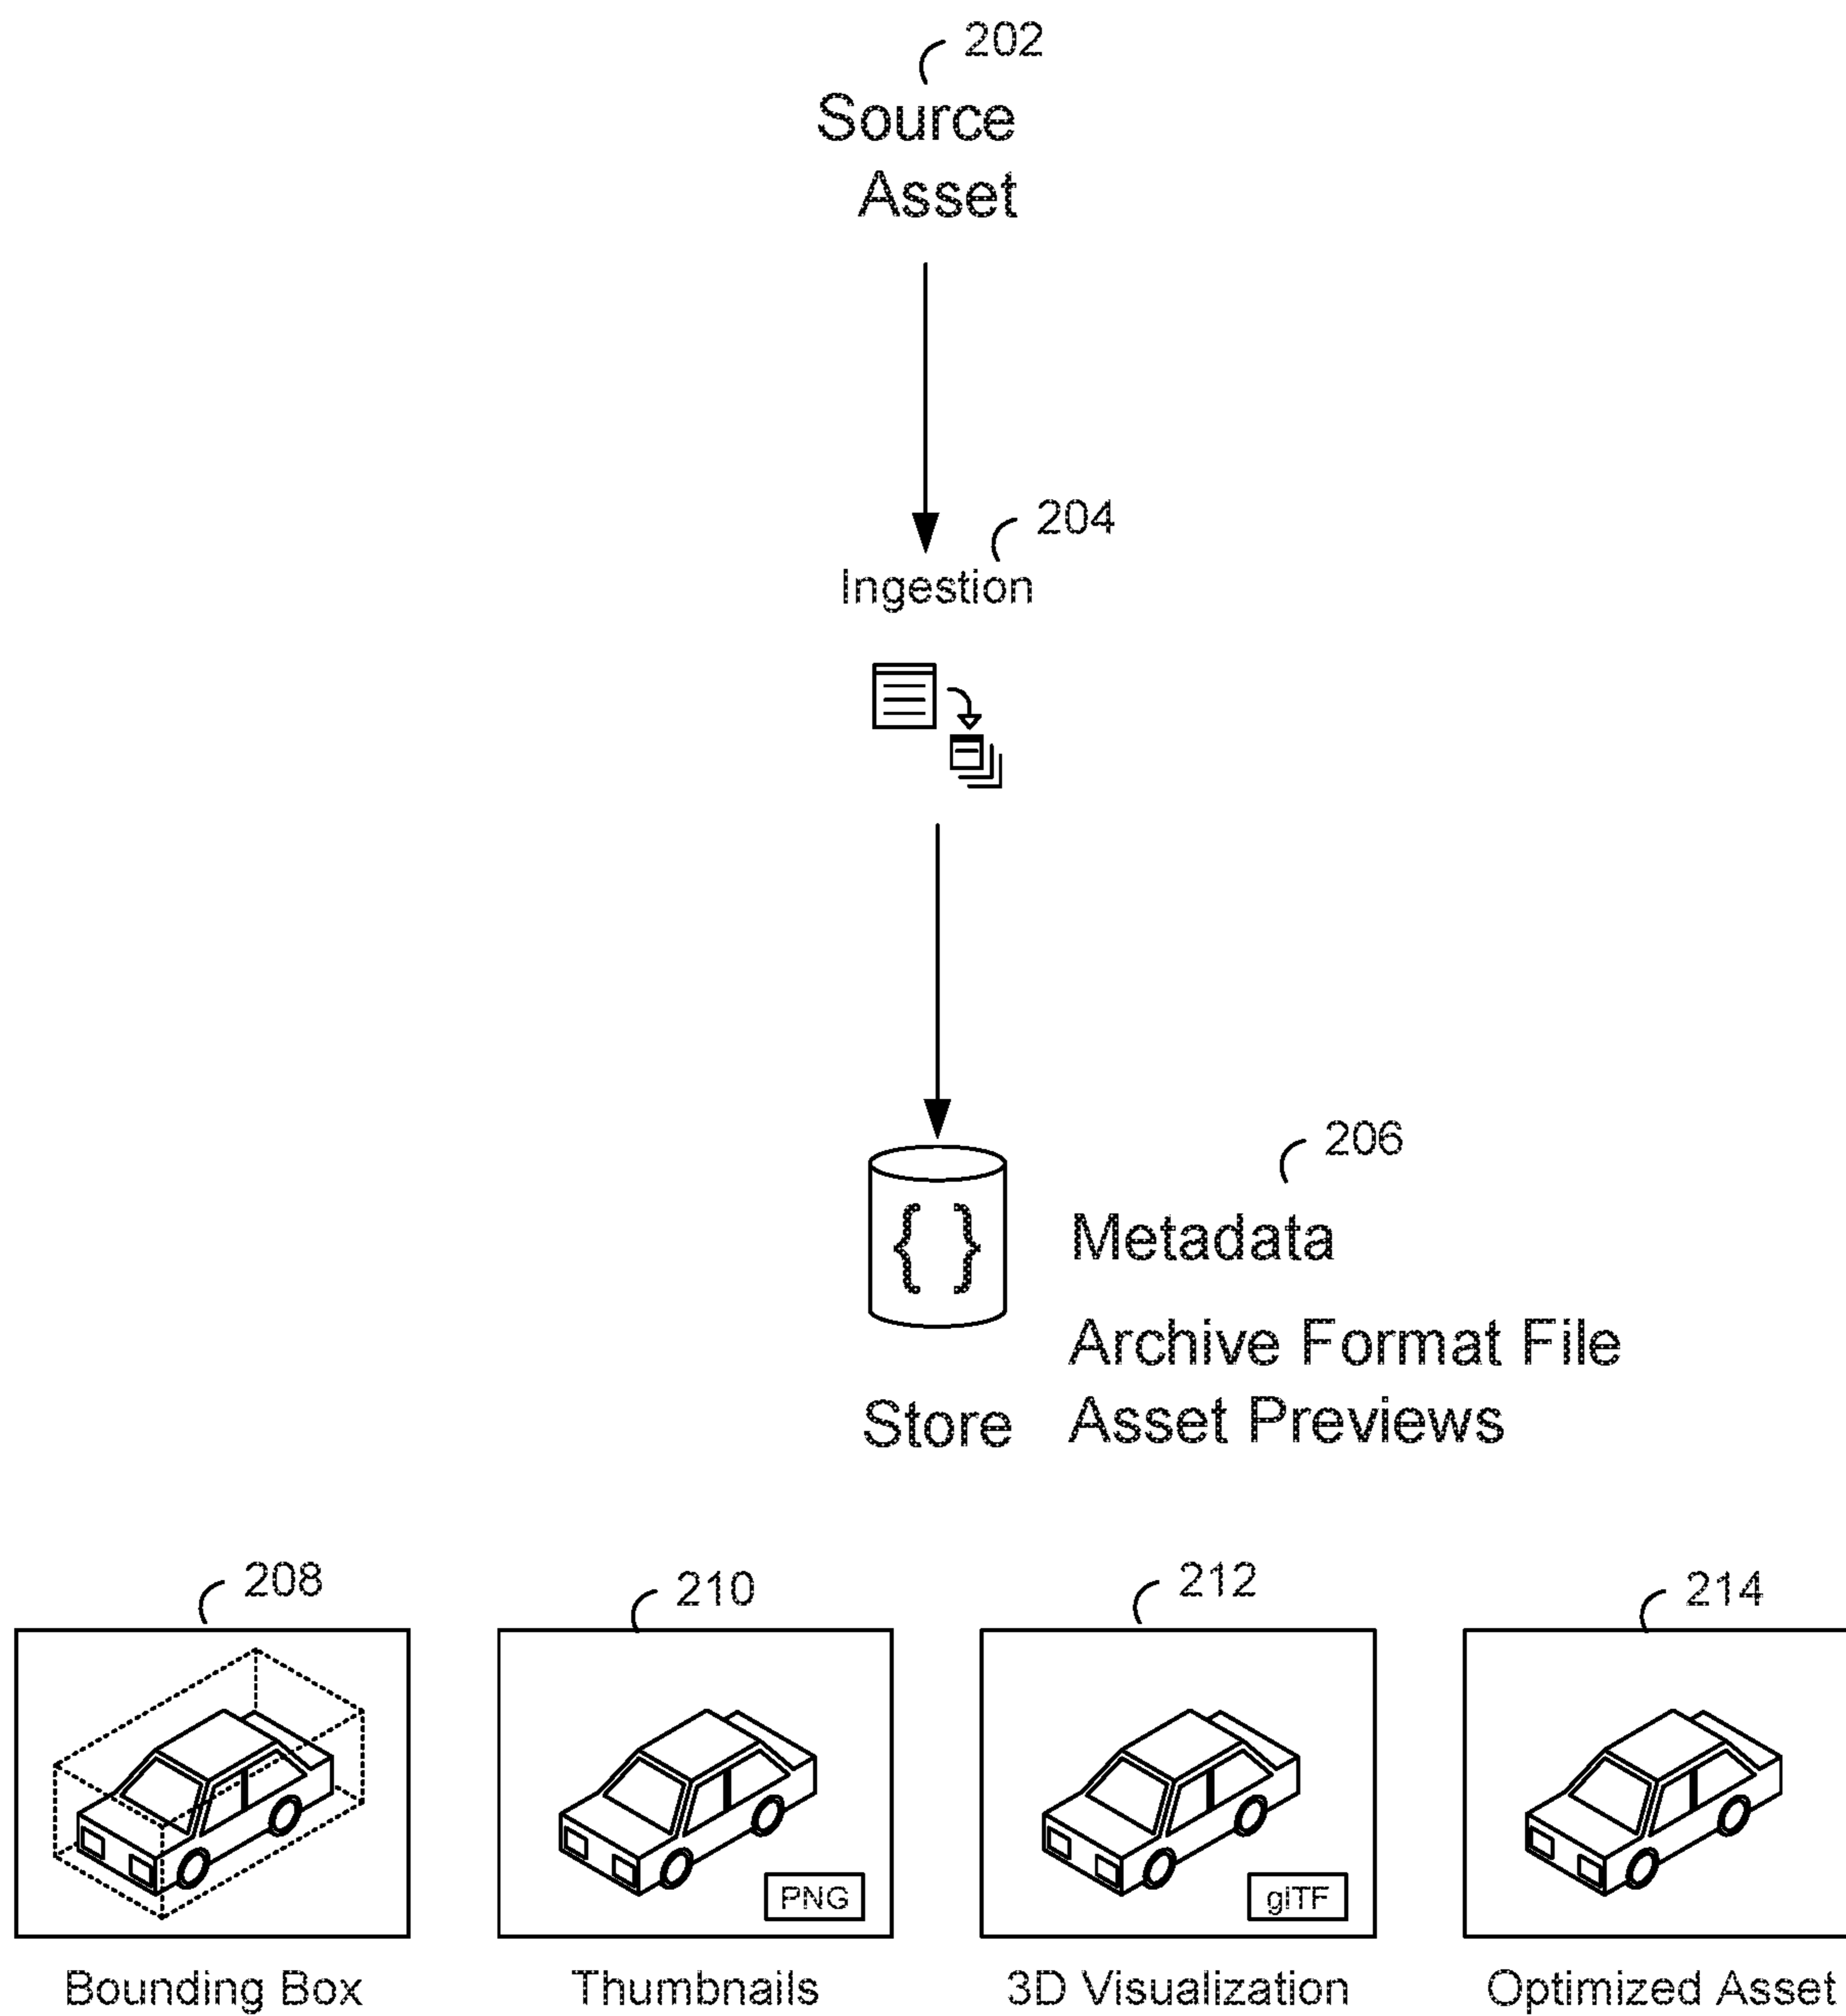 202
Source
Asset
204
Ingestion
{ }
206
Metadata
Archive Format File
Store Asset Previews
208
210
212
214
PNG
glTF
Bounding Box
Thumbnails
3D Visualization
Optimized Asset